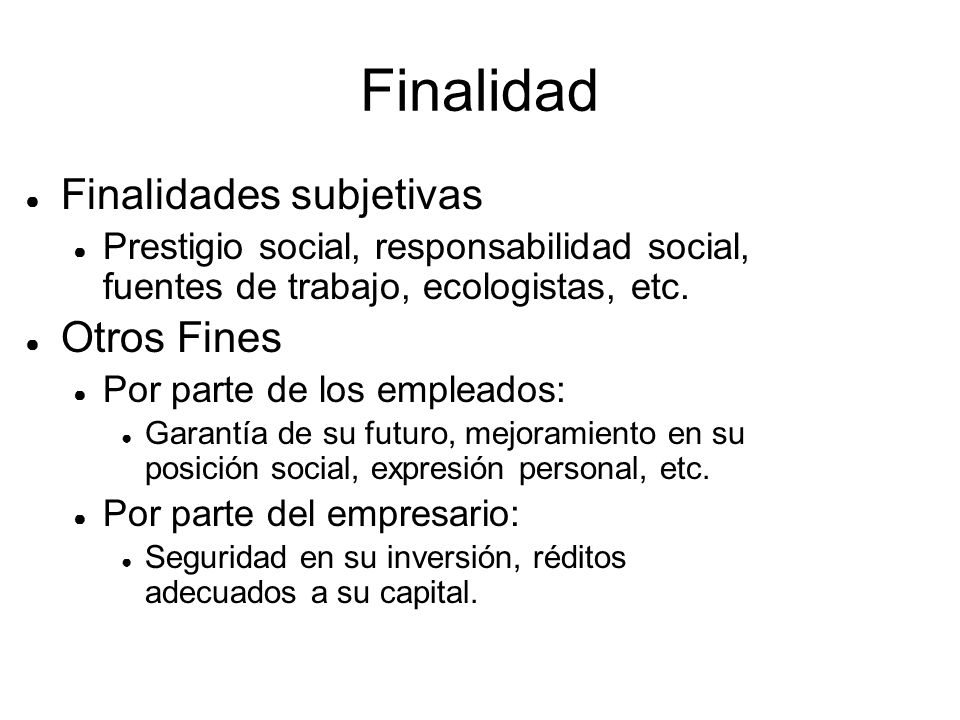 Finalidad
Finalidades subjetivas
Prestigio social, responsabilidad social,
fuentes de trabajo, ecologistas, etc.
Otros Fines
Por parte de los empleados:
Garantía de su futuro, mejoramiento en su
posición social, expresión personal, etc.
Por parte del empresario:
Seguridad en su inversión, réditos
adecuados a su capital.